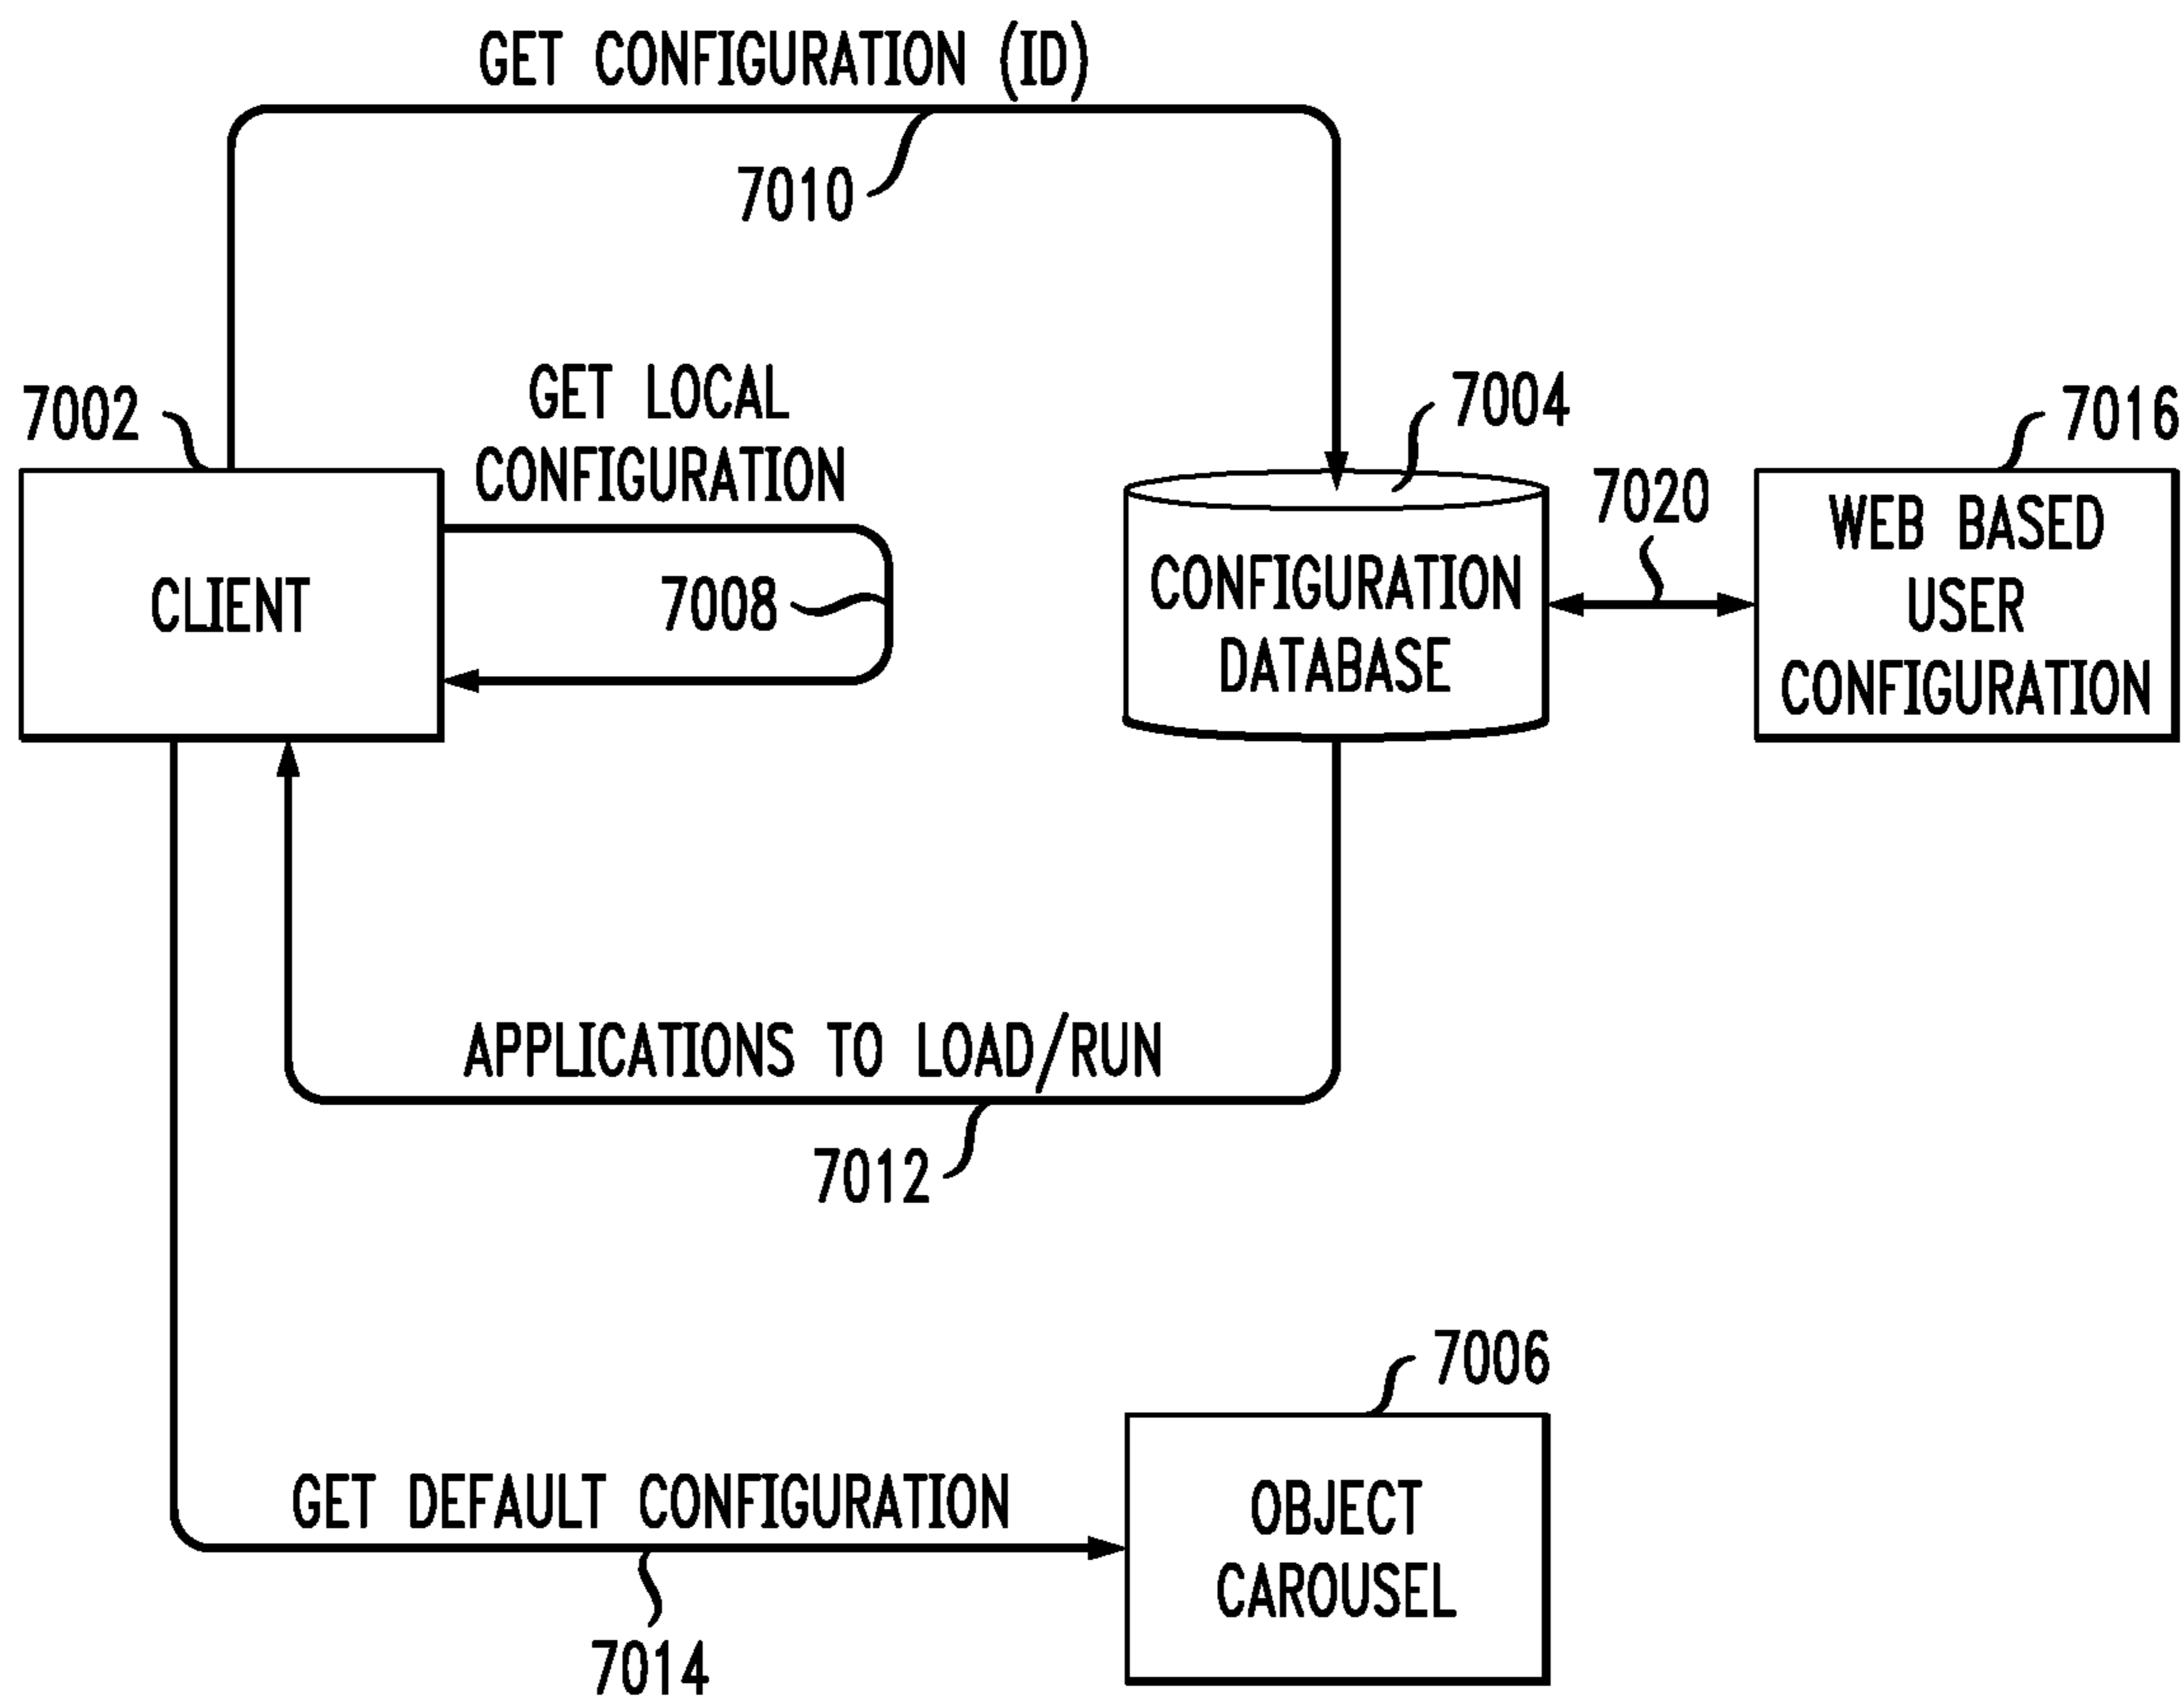 GET CONFIGURATION (ID)
7010
7002
GET LOCAL
CONFIGURATION
7004
7016
7020
CLIENT
7008
CONFIGURATION
DATABASE
WEB BASED
USER
CONFIGURATION
APPLICATIONS TO LOAD/RUN
7012
7006
GET DEFAULT CONFIGURATION
7014
OBJECT
CAROUSEL